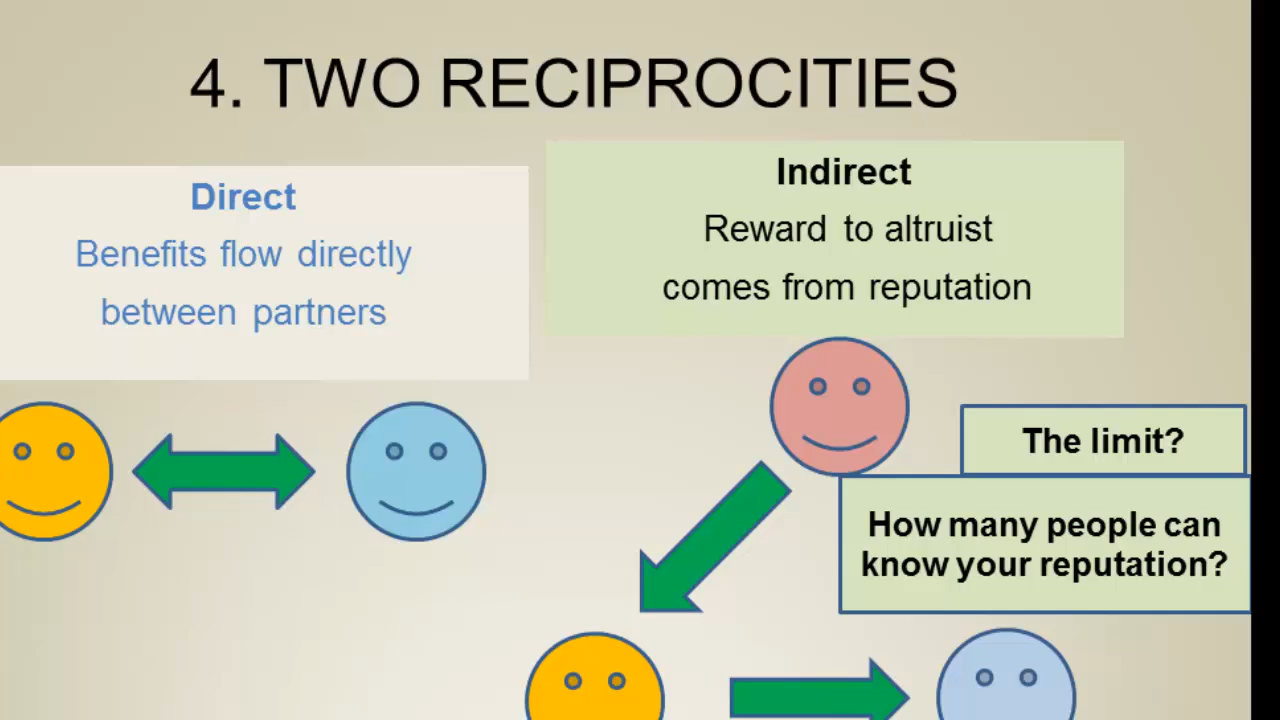 4. TWO RECIPROCITIES
Direct
Benefits flow directly
between partners
Indirect
Reward to altruist
comes from reputation
The limit?
How many people can
know your reputation?